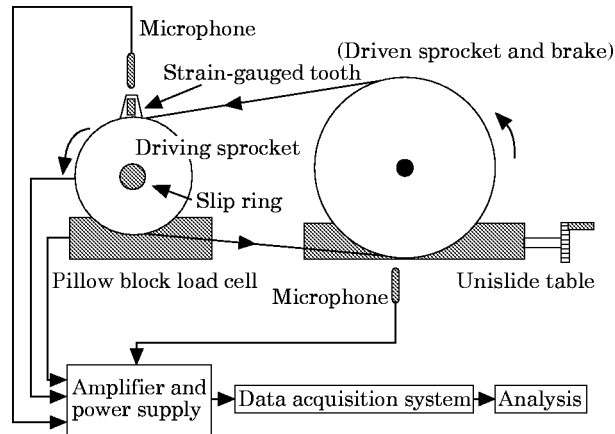 Microphone
(Driven sprocket and brake)
Strain-gauged tooth
Driving sprocket
Slip ring
Pillow block load cell
Unislide table
Microphone
Amplifier and
power supply
Data acquisition system
Analysis